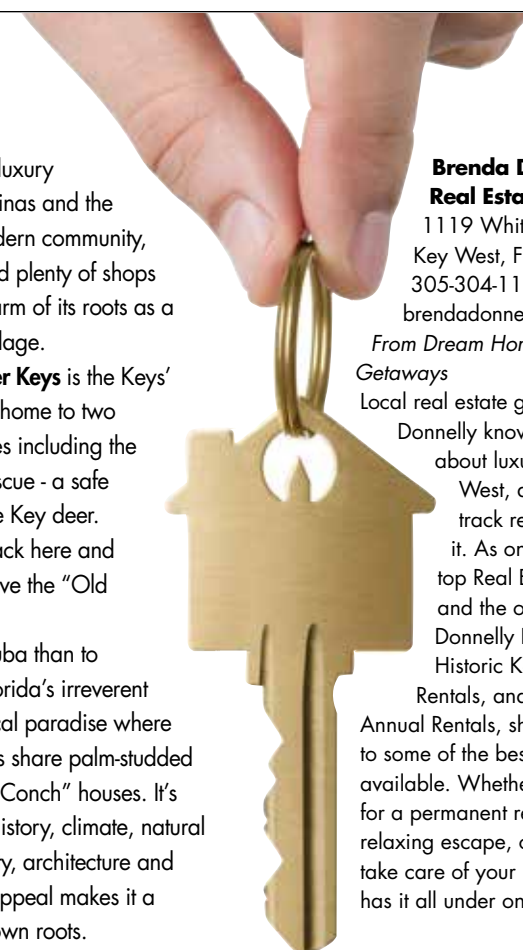 luxury
inas and the
dern community,
d plenty of shops
arm of its roots as a
lage.
er Keys is the Keys'
home to two
es including the
scue - a safe
e Key deer.
ack here and
ve the “Old
uba than to
orida’s irreverent
cal paradise where
s share palm-studded
Conch” houses. It’s
istory, climate, natural
ry, architecture and
ppeal makes it a
own roots.
Brenda D
Real Esta
1119 Whit
Key West, F
305-304-11
brendadonne
From Dream Hor
Getaways
Local real estate g
Donnelly know
about luxu
West, a
track re
it. As on
top Real E
and the o
Donnelly
Historic K
Rentals, and
Annual Rentals, sh
to some of the bes
available. Whethe
for a permanent re
relaxing escape, o
take care of your
has it all under on